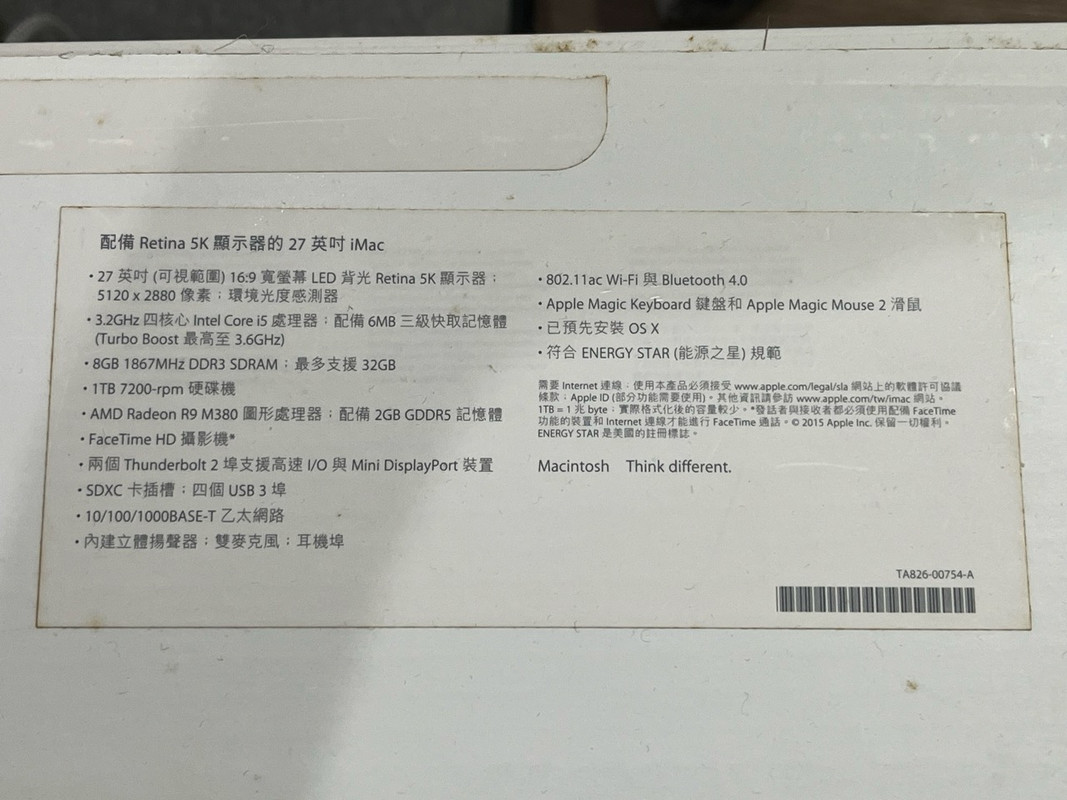 配備 Retina 5K 顯示器的 27 英吋 iMac
• 27 英吋 (可視範圍) 16:9 寬螢幕 LED 背光 Retina 5K 顯示器；
5120 x 2880 像素；環境光度感測器
• 3.2GHz 四核心 Intel Core i5 處理器；配備 6MB 三級快取記憶體
(Turbo Boost 最高至 3.6GHz)
• 8GB 1867MHz DDR3 SDRAM；最多支援 32GB
• 1TB 7200-rpm 硬碟機
• AMD Radeon R9 M380 圖形處理器；配備 2GB GDDR5 記憶體
• FaceTime HD 攝影機*
• 兩個 Thunderbolt 2 埠支援高速 I/O 與 Mini DisplayPort 裝置
• SDXC 卡插槽；四個 USB 3 埠
• 10/100/1000BASE-T 乙太網路
• 內建立體揚聲器；雙麥克風；耳機埠
• 802.11ac Wi-Fi 與 Bluetooth 4.0
• Apple Magic Keyboard 鍵盤和 Apple Magic Mouse 2 滑鼠
• 已預先安裝 OS X
• 符合 ENERGY STAR (能源之星) 規範
需要 Internet 連線。使用本產品必須接受 www.apple.com/legal/sla 網站上的軟體許可協議
條款；Apple ID (部分功能需要使用)。其他資訊請參訪 www.apple.com/tw/imac 網站。
1TB = 1 兆 byte；實際格式化後的容量較少。*發話者與接收者都必須使用配備 FaceTime
功能的裝置和 Internet 連線才能進行 FaceTime 通話。© 2015 Apple Inc. 保留一切權利。
ENERGY STAR 是美國的註冊標誌。
Macintosh Think different.
TA826-00754-A